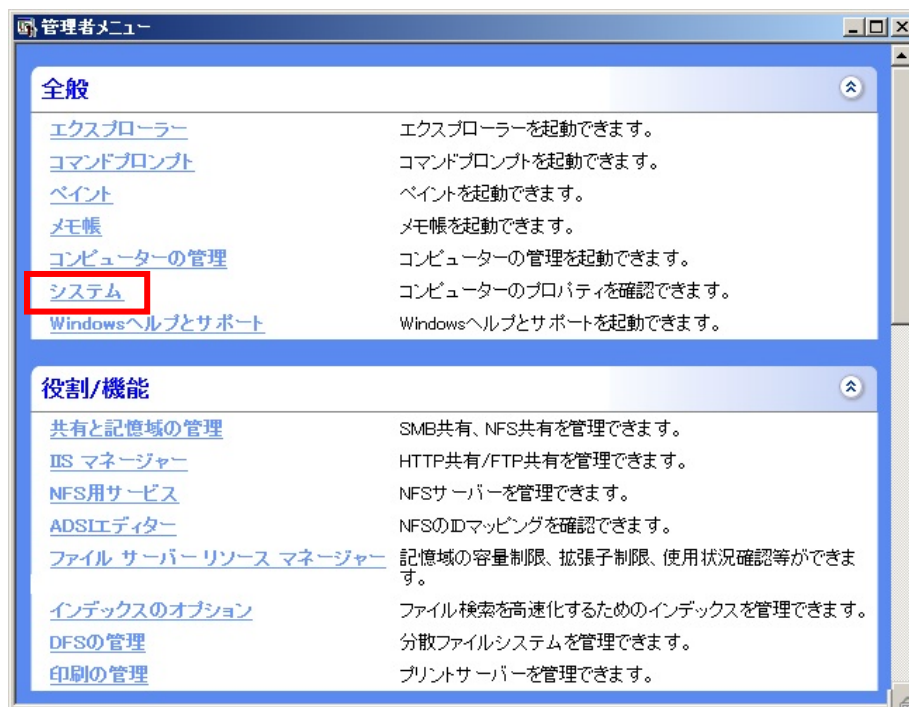 管理者メニュー
全般
エクスプローラー エクスプローラーを起動できます。
コマンドプロンプト コマンドプロンプトを起動できます。
ペイント ペイントを起動できます。
メモ帳 メモ帳を起動できます。
コンピューターの管理 コンピューターの管理を起動できます。
システム コンピューターのプロパティを確認できます。
Windowsヘルプとサポート Windowsヘルプとサポートを起動できます。
役割/機能
共有と記憶域の管理 SMB共有、NFS共有を管理できます。
IIS マネージャー HTTP共有/FTP共有を管理できます。
NFS用サービス NFSサーバーを管理できます。
ADSIエディター NFSのIDマッピングを確認できます。
ファイル サーバー リソース マネージャー 記憶域の容量制限、拡張子制限、使用状況確認等ができま
す。
インデックスのオプション ファイル検索を高速化するためのインデックスを管理できます。
DFSの管理 分散ファイルシステムを管理できます。
印刷の管理 プリントサーバーを管理できます。